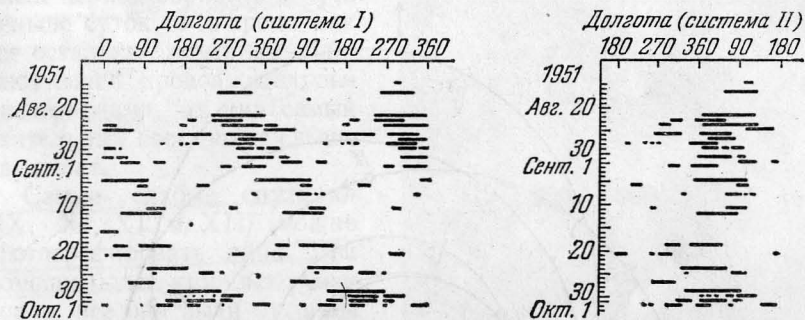 Долгота (система I)
0 90 180 270 360 90 180 270 360
1951
Авг. 20
30
Сент. 1
10
20
30
Окт. 1
Долгота (система II)
180 270 360 90 180
1951
Авг. 20
30
Сент. 1
10
20
30
Окт. 1